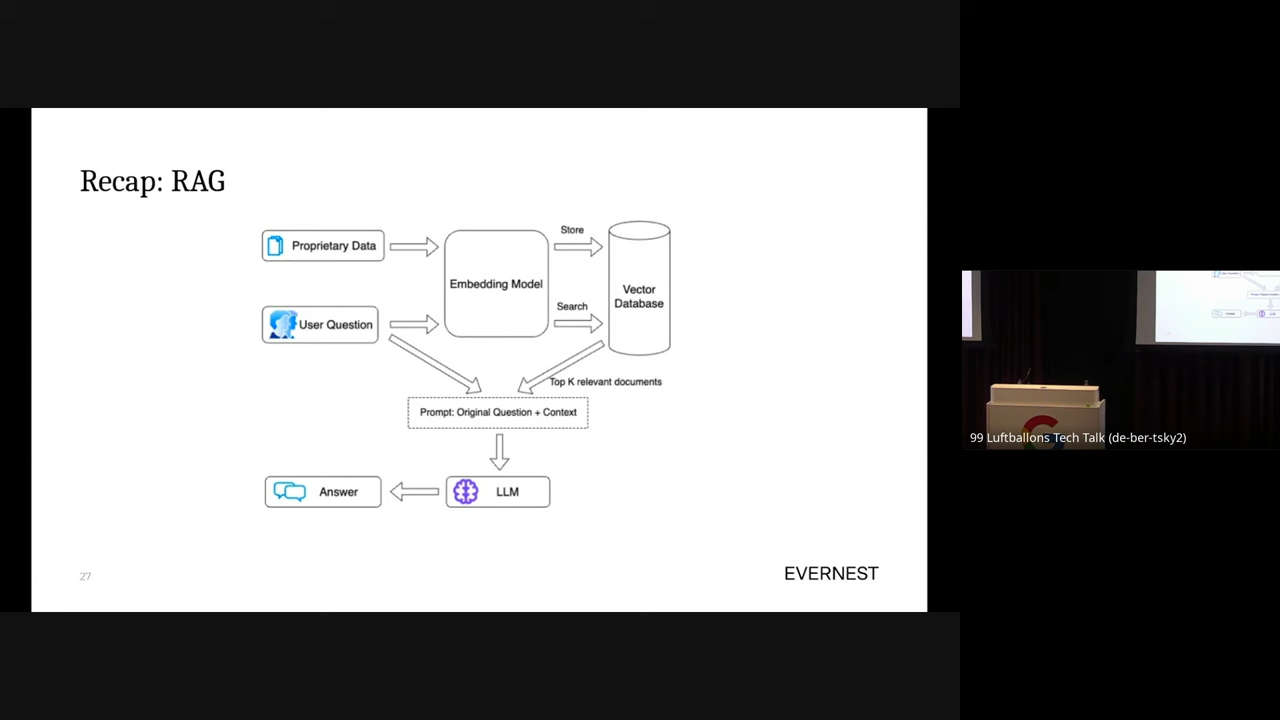 Recap: RAG
Proprietary Data
Embedding Model
Store
Vector
Database
User Question
Search
Top K relevant documents
Prompt: Original Question + Context
Answer
LLM
27
EVERNEST
99 Luftballons Tech Talk (de-ber-tsky2)